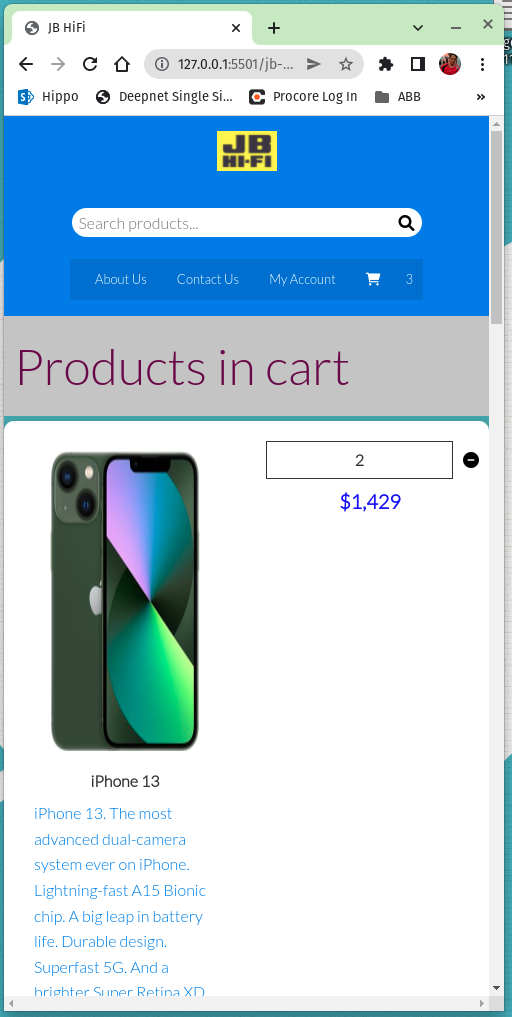 JB HiFi
127.0.0.1:5501/jb-...
Hippo
Deepnet Single Si...
Procore Log In
ABB
JB
HI-FI
Search products...
About Us
Contact Us
My Account
3
Products in cart
2
$1,429
iPhone 13
iPhone 13. The most
advanced dual-camera
system ever on iPhone.
Lightning-fast A15 Bionic
chip. A big leap in battery
life. Durable design.
Superfast 5G. And a
brighter Super Retina XD